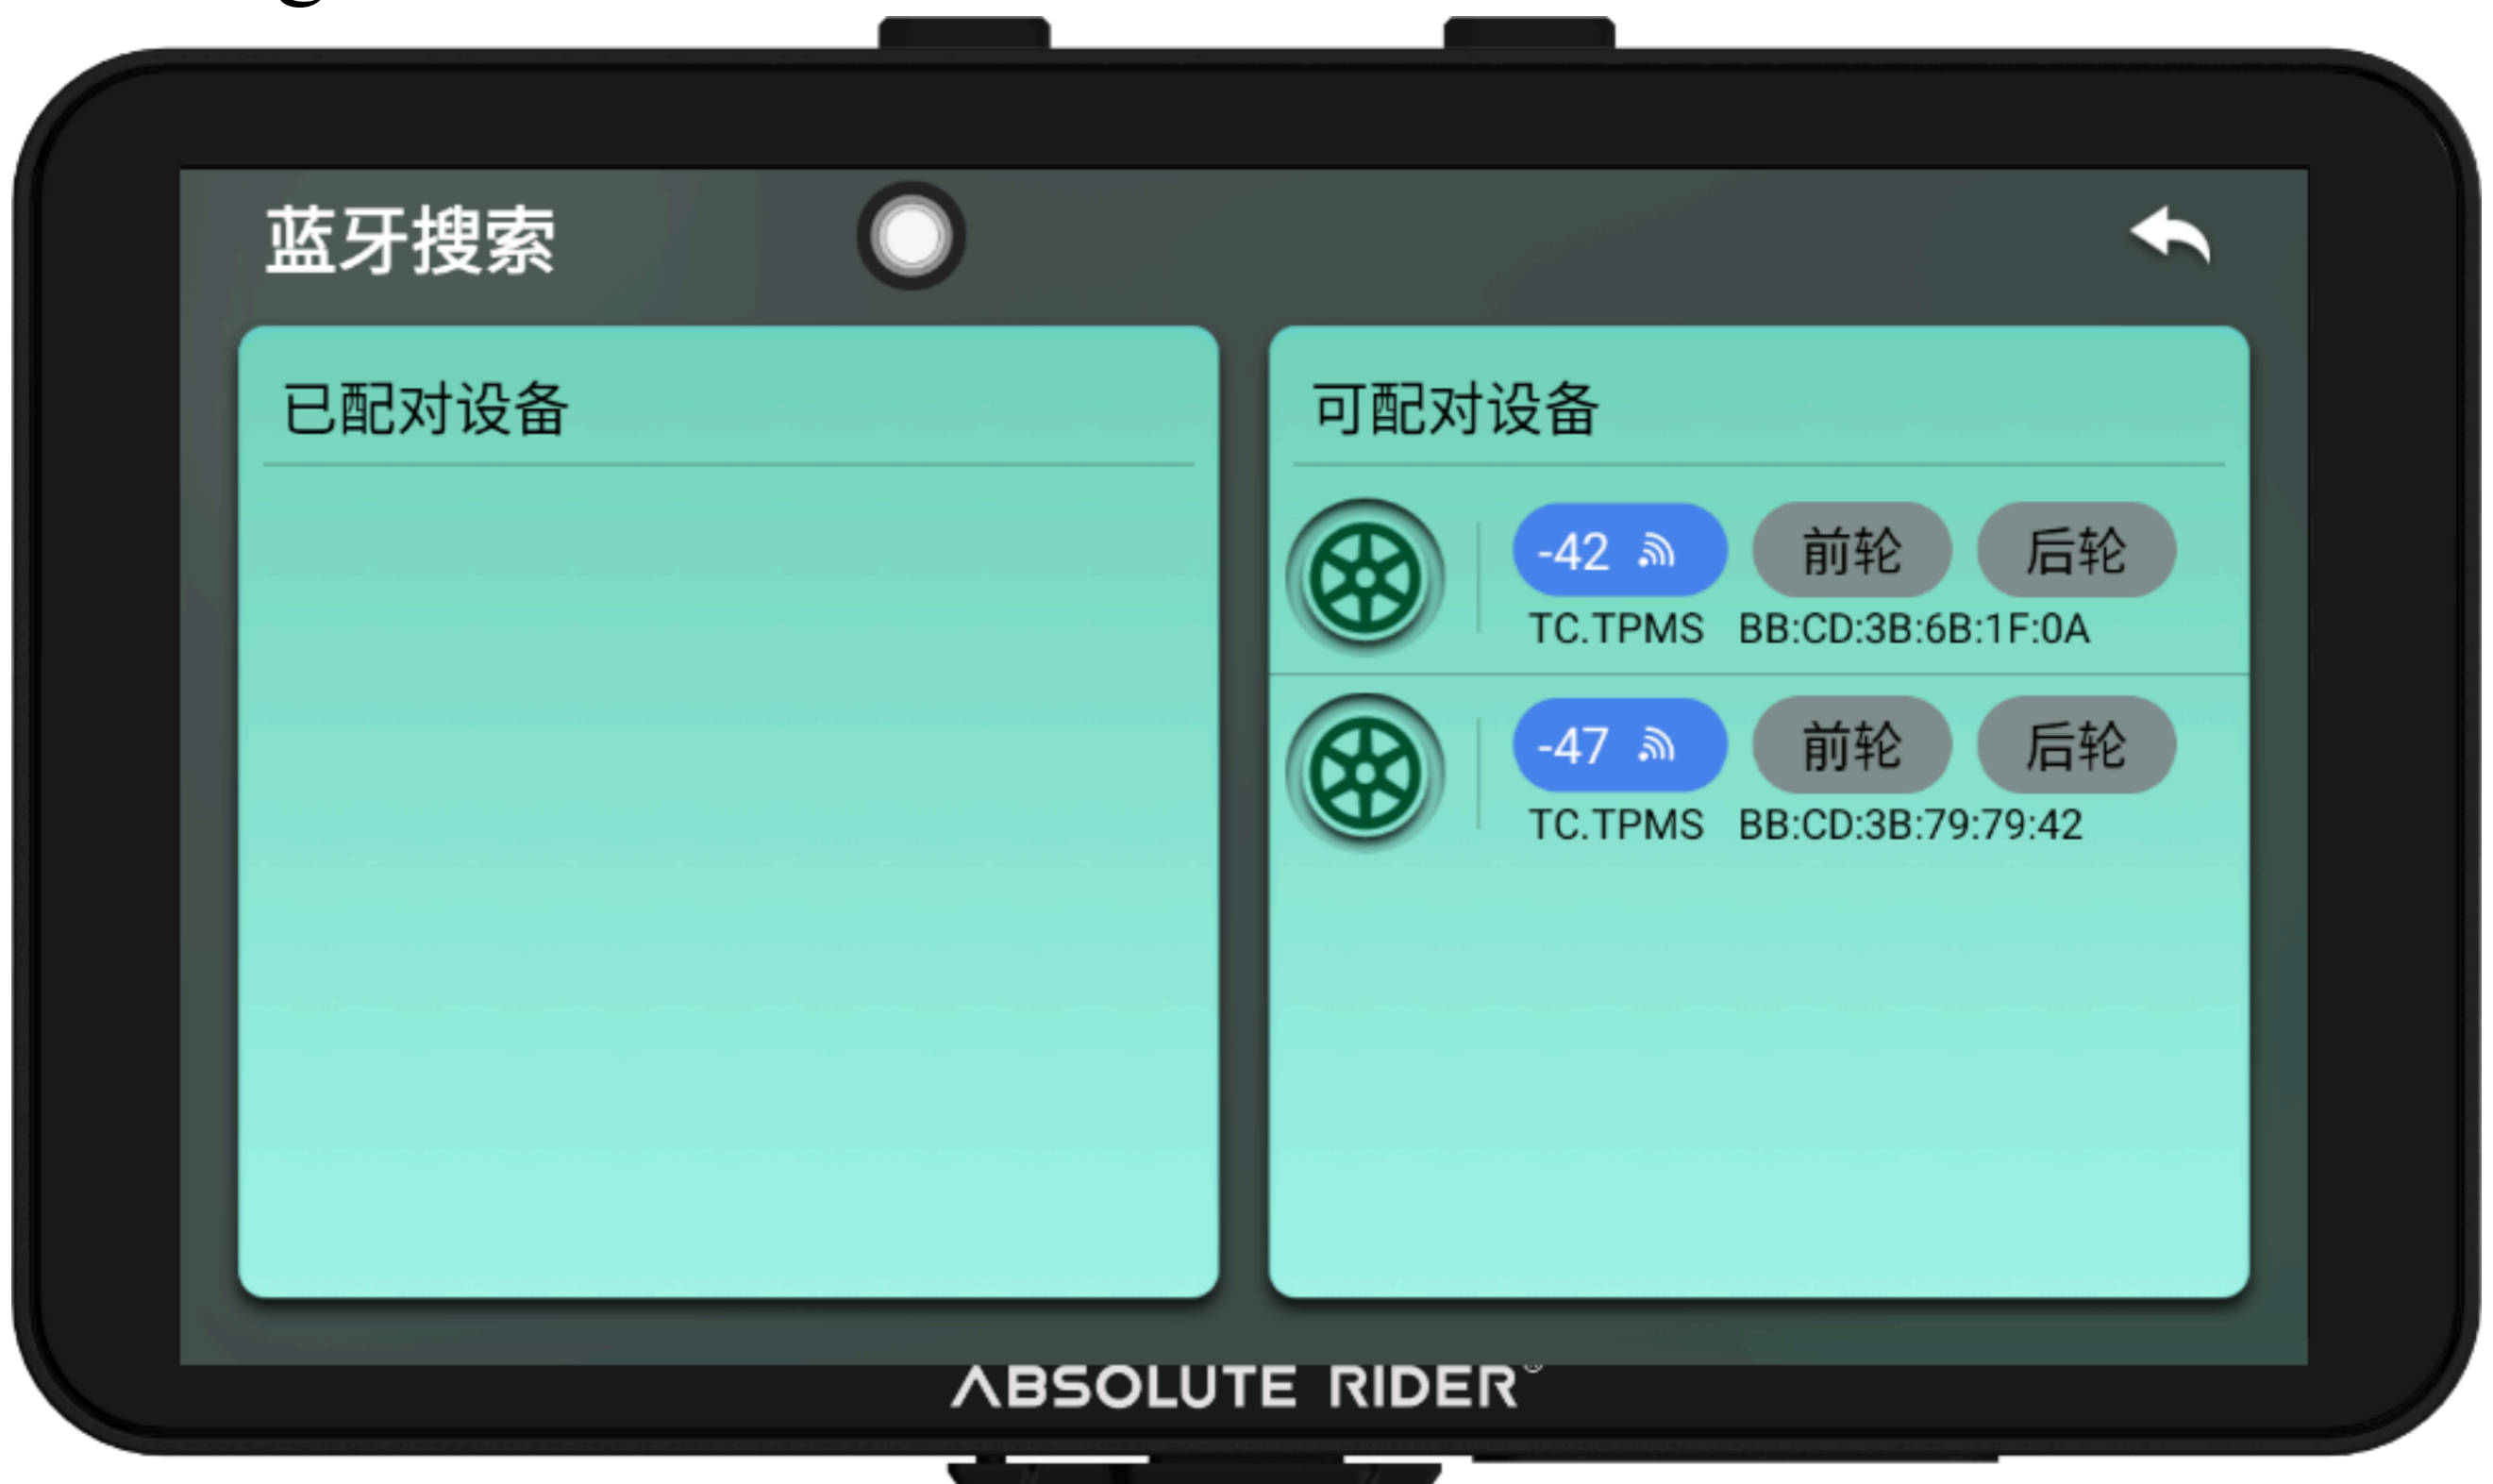 蓝牙搜索
已配对设备
可配对设备
-42 前轮 后轮
TC.TPMS BB:CD:3B:6B:1F:0A
-47 前轮 后轮
TC.TPMS BB:CD:3B:79:79:42
ABSOLUTE RIDER®